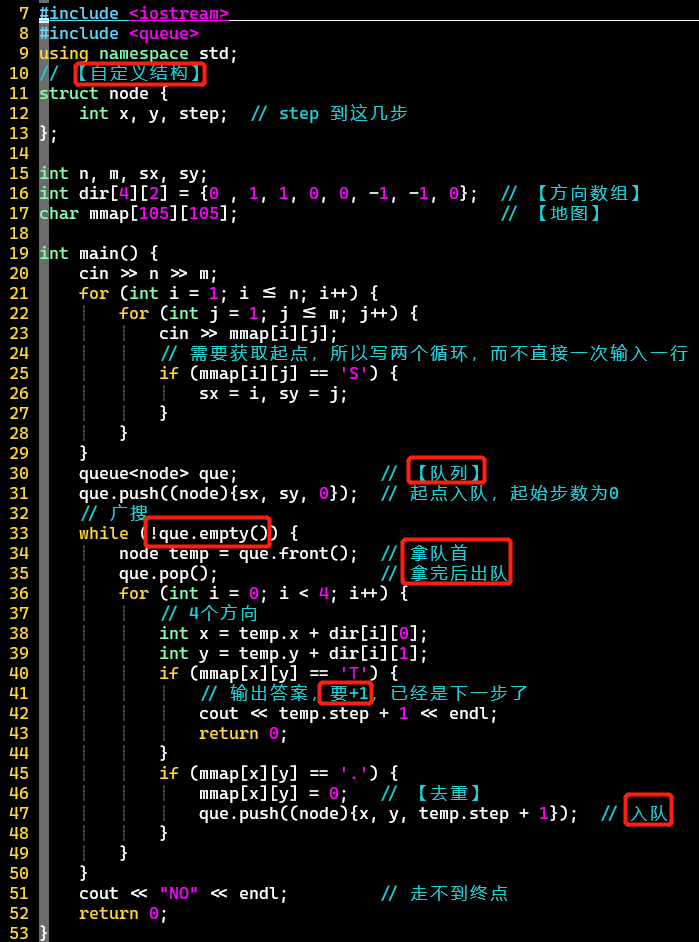 7 #include <iostream>
8 #include <queue>
9 using namespace std;
10 // 【自定义结构】
11 struct node {
12     int x, y, step;  // step 到这几步
13 };
14
15 int n, m, sx, sy;
16 int dir[4][2] = {0 , 1, 1, 0, 0, -1, -1, 0};  // 【方向数组】
17 char mmap[105][105];                          // 【地图】
18
19 int main() {
20     cin >> n >> m;
21     for (int i = 1; i <= n; i++) {
22         for (int j = 1; j <= m; j++) {
23             cin >> mmap[i][j];
24             // 需要获取起点，所以写两个循环，而不直接一次输入一行
25             if (mmap[i][j] == 'S') {
26                 sx = i, sy = j;
27             }
28         }
29     }
30     queue<node> que;              // 【队列】
31     que.push((node){sx, sy, 0});  // 起点入队，起始步数为0
32     // 广搜
33     while (!que.empty()) {
34         node temp = que.front();  // 拿队首
35         que.pop();                // 拿完后出队
36         for (int i = 0; i < 4; i++) {
37             // 4个方向
38             int x = temp.x + dir[i][0];
39             int y = temp.y + dir[i][1];
40             if (mmap[x][y] == 'T') {
41                 // 输出答案，要+1，已经是下一步了
42                 cout << temp.step + 1 << endl;
43                 return 0;
44             }
45             if (mmap[x][y] == '.') {
46                 mmap[x][y] = 0;   // 【去重】
47                 que.push((node){x, y, temp.step + 1});  // 入队
48             }
49         }
50     }
51     cout << "NO" << endl;         // 走不到终点
52     return 0;
53 }